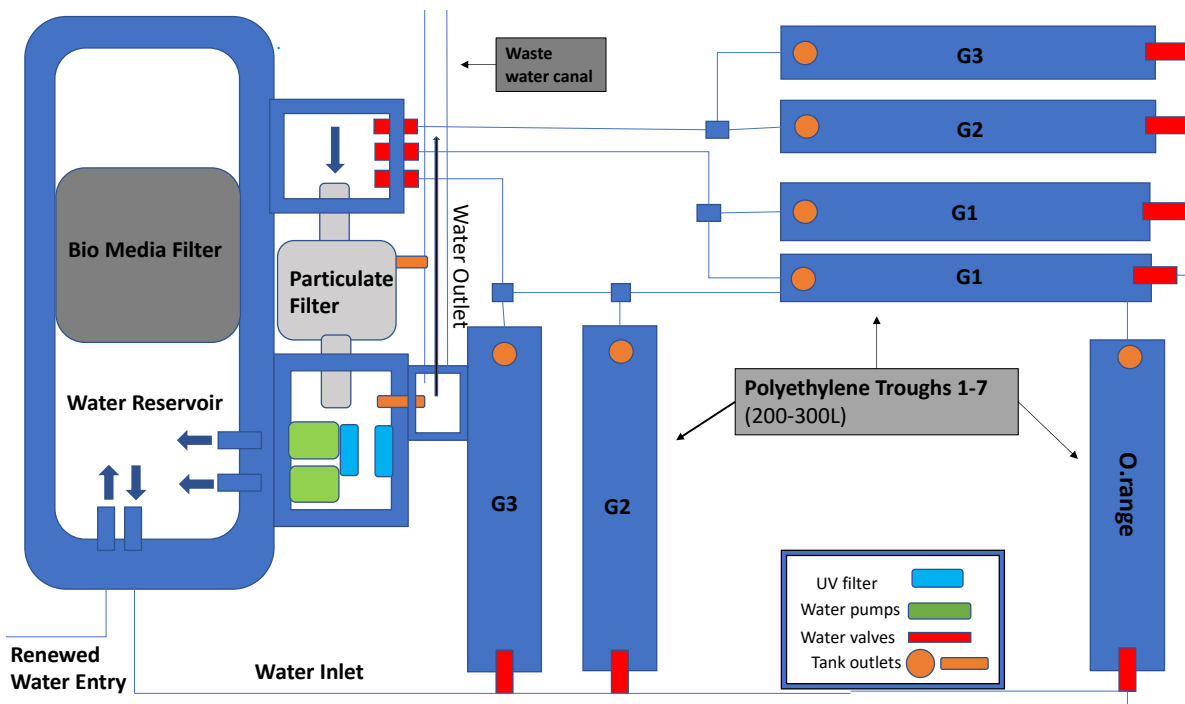 Waste
water canal
G3
G2
G1
G1
Bio Media Filter
Particulate
Filter
Water Outlet
Water Reservoir
Polyethylene Troughs 1-7
(200-300L)
G3
G2
O.range
UV filter
Water pumps
Water valves
Tank outlets
Renewed
Water Entry
Water Inlet